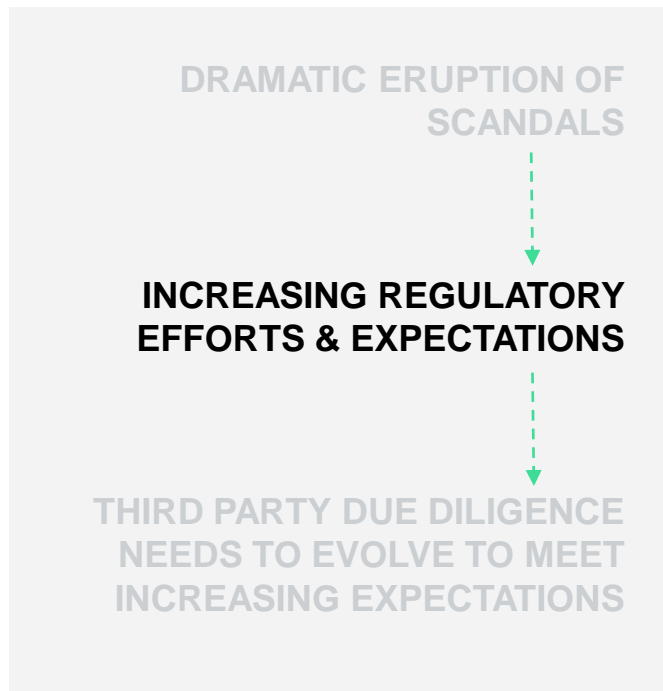 DRAMATIC ERUPTION OF
SCANDALS
INCREASING REGULATORY
EFFORTS & EXPECTATIONS
THIRD PARTY DUE DILIGENCE
NEEDS TO EVOLVE TO MEET
INCREASING EXPECTATIONS